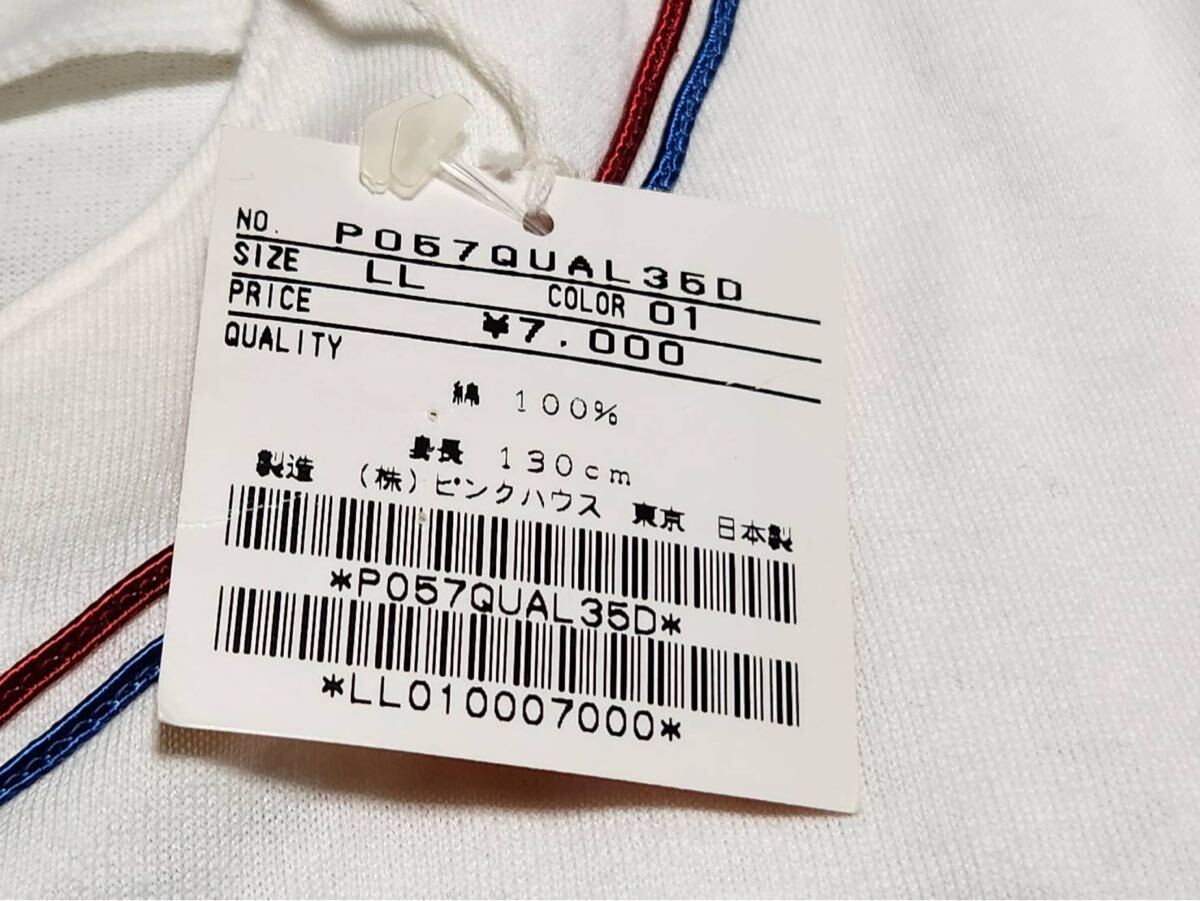 NO. P057QUAL35D
SIZE LL COLOR 01
PRICE ¥7.000
QUALITY
綿 100%
身長 130cm
製造 (株)ピンクハウス 東京 日本製
*P057QUAL35D*
*LL010007000*